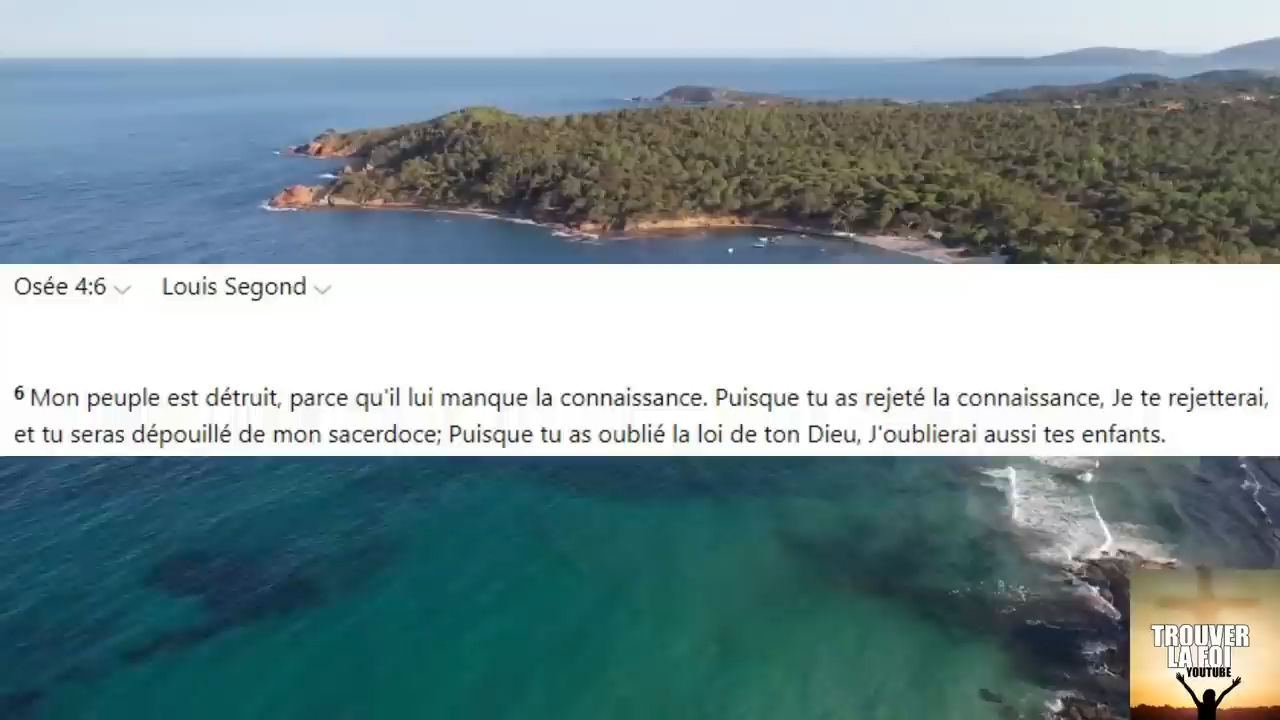 Osée 4:6 Louis Segond
6 Mon peuple est détruit, parce qu'il lui manque la connaissance. Puisque tu as rejeté la connaissance, Je te rejetterai,
et tu seras dépouillé de mon sacerdoce; Puisque tu as oublié la loi de ton Dieu, J'oublierai aussi tes enfants.
TROUVER
LA FOI
YOUTUBE